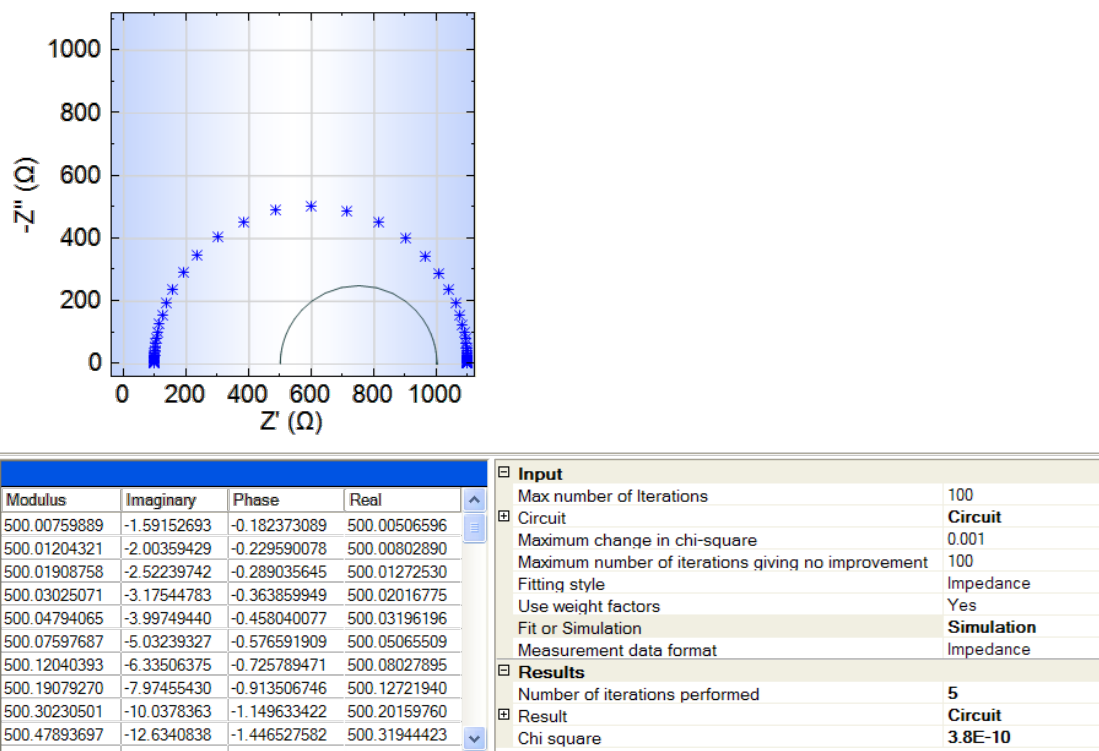 1000
800
600
400
200
0
-Z'' (Ω)
0 200 400 600 800 1000
Z' (Ω)
Modulus Imaginary Phase Real
500.00759889 -1.59152693 -0.182373089 500.00506596
500.01204321 -2.00359429 -0.229590078 500.00802890
500.01908758 -2.52239742 -0.289035645 500.01272530
500.03025071 -3.17544783 -0.363859949 500.02016775
500.04794065 -3.99749440 -0.458040077 500.03196196
500.07597687 -5.03239327 -0.576591909 500.05065509
500.12040393 -6.33506375 -0.725789471 500.08027895
500.19079270 -7.97455430 -0.913506746 500.12721940
500.30230501 -10.0378363 -1.149633422 500.20159760
500.47893697 -12.6340838 -1.446527582 500.31944423
Input
Max number of Iterations 100
Circuit Circuit
Maximum change in chi-square 0.001
Maximum number of iterations giving no improvement 100
Fitting style Impedance
Use weight factors Yes
Fit or Simulation Simulation
Measurement data format Impedance
Results
Number of iterations performed 5
Result Circuit
Chi square 3.8E-10